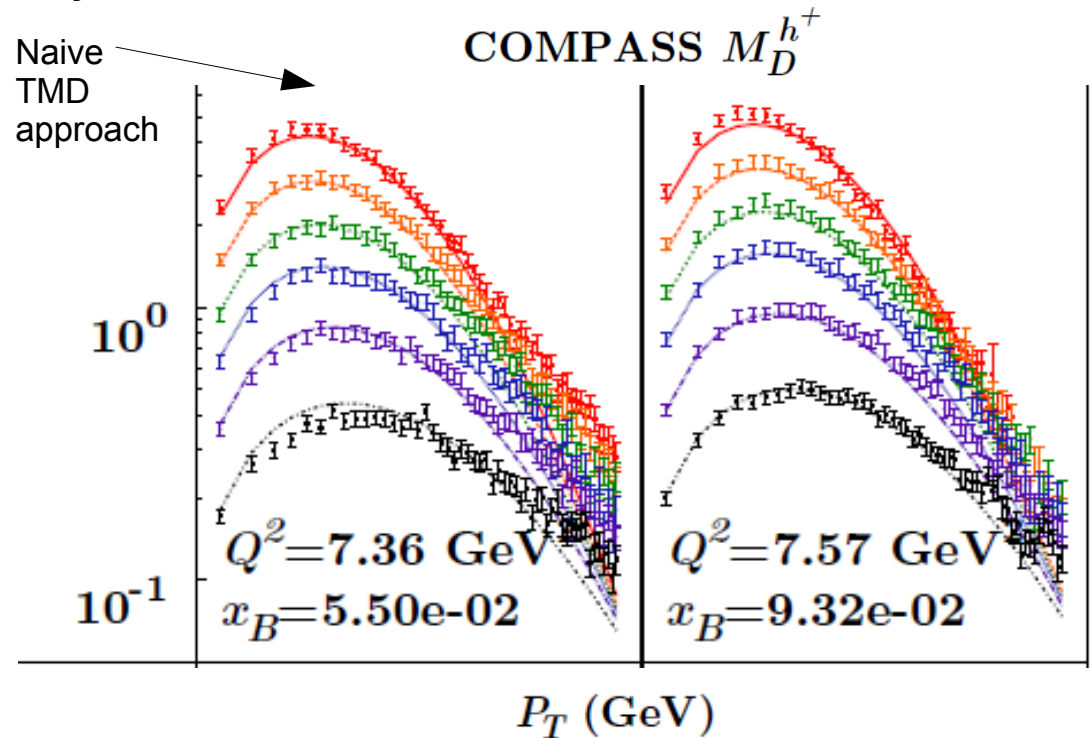 Naive
TMD
approach
COMPASS M_D^{h^+}
10^0
10^{-1}
Q^2=7.36 GeV
x_B=5.50e-02
Q^2=7.57 GeV
x_B=9.32e-02
P_T (GeV)